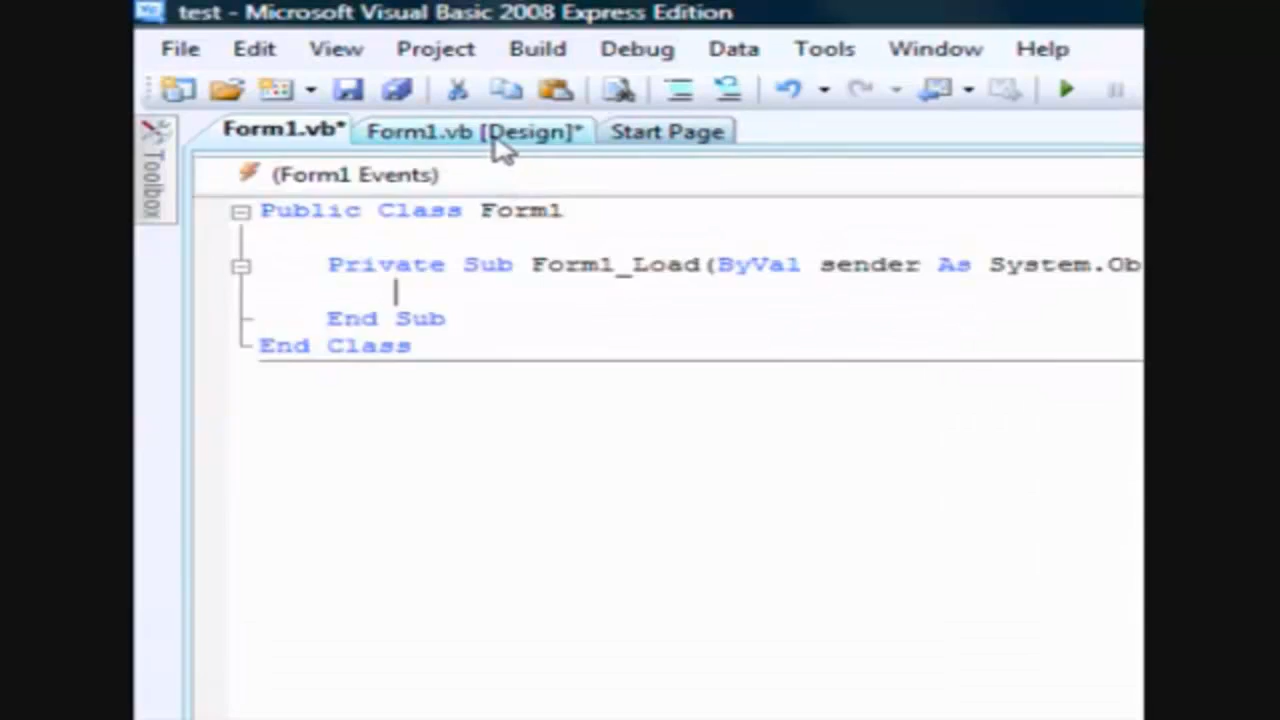 test - Microsoft Visual Basic 2008 Express Edition
File Edit View Project Build Debug Data Tools Window Help
Form1.vb* Form1.vb [Design]* Start Page
Toolbox
(Form1 Events)
Public Class Form1
Private Sub Form1_Load(ByVal sender As System.Ob
End Sub
End Class